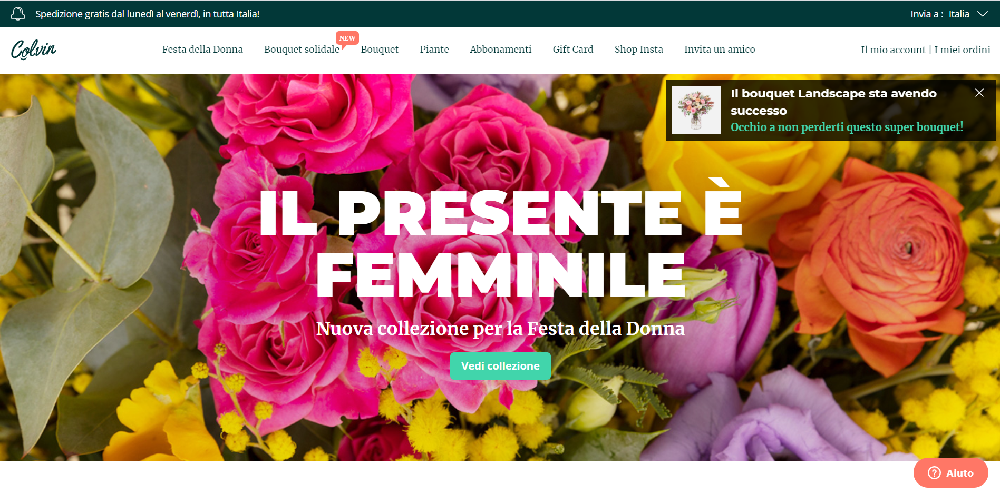 Spedizione gratis dal lunedì al venerdì, in tutta Italia!
Invia a : Italia
Colvin
Festa della Donna
Bouquet solidale
NEW
Bouquet
Piante
Abbonamenti
Gift Card
Shop Insta
Invita un amico
Il mio account | I miei ordini
Il bouquet Landscape sta avendo
successo
Occhio a non perderti questo super bouquet!
IL PRESENTE È
FEMMINILE
Nuova collezione per la Festa della Donna
Vedi collezione
Aiuto